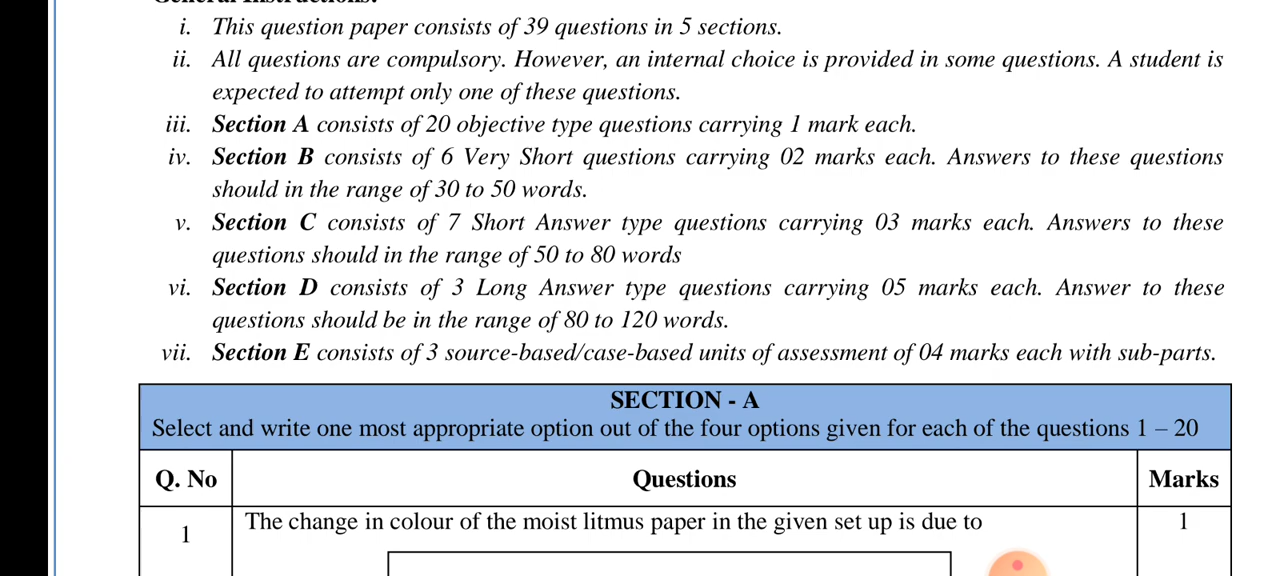 General Instructions:
i. This question paper consists of 39 questions in 5 sections.
ii. All questions are compulsory. However, an internal choice is provided in some questions. A student is
expected to attempt only one of these questions.
iii. Section A consists of 20 objective type questions carrying 1 mark each.
iv. Section B consists of 6 Very Short questions carrying 02 marks each. Answers to these questions
should in the range of 30 to 50 words.
v. Section C consists of 7 Short Answer type questions carrying 03 marks each. Answers to these
questions should in the range of 50 to 80 words
vi. Section D consists of 3 Long Answer type questions carrying 05 marks each. Answer to these
questions should be in the range of 80 to 120 words.
vii. Section E consists of 3 source-based/case-based units of assessment of 04 marks each with sub-parts.
SECTION - A
Select and write one most appropriate option out of the four options given for each of the questions 1 – 20
Q. No Questions Marks
1 The change in colour of the moist litmus paper in the given set up is due to 1